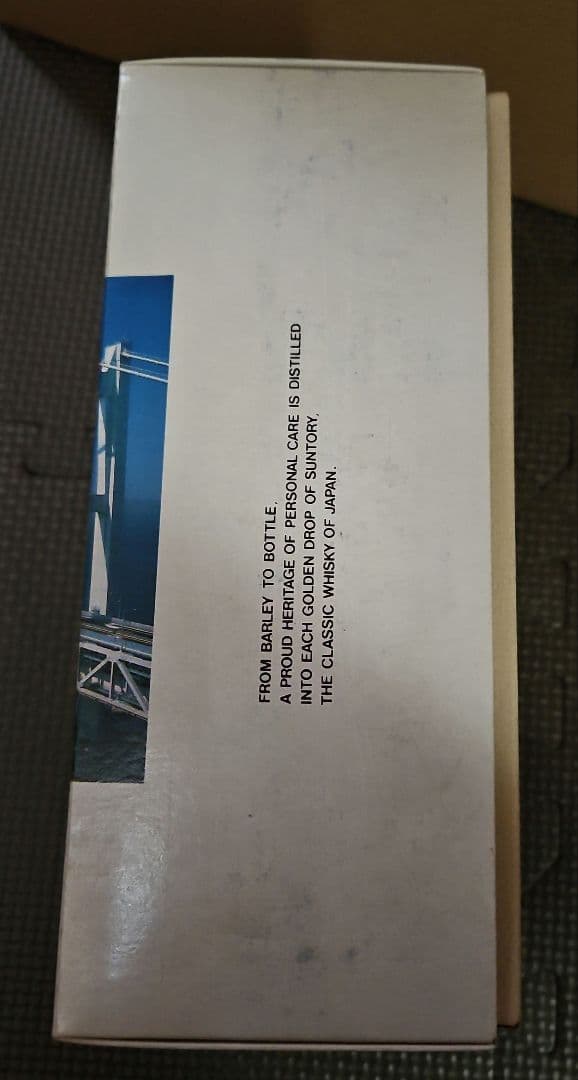 FROM BARLEY TO BOTTLE,
A PROUD HERITAGE OF PERSONAL CARE IS DISTILLED
INTO EACH GOLDEN DROP OF SUNTORY,
THE CLASSIC WHISKY OF JAPAN.